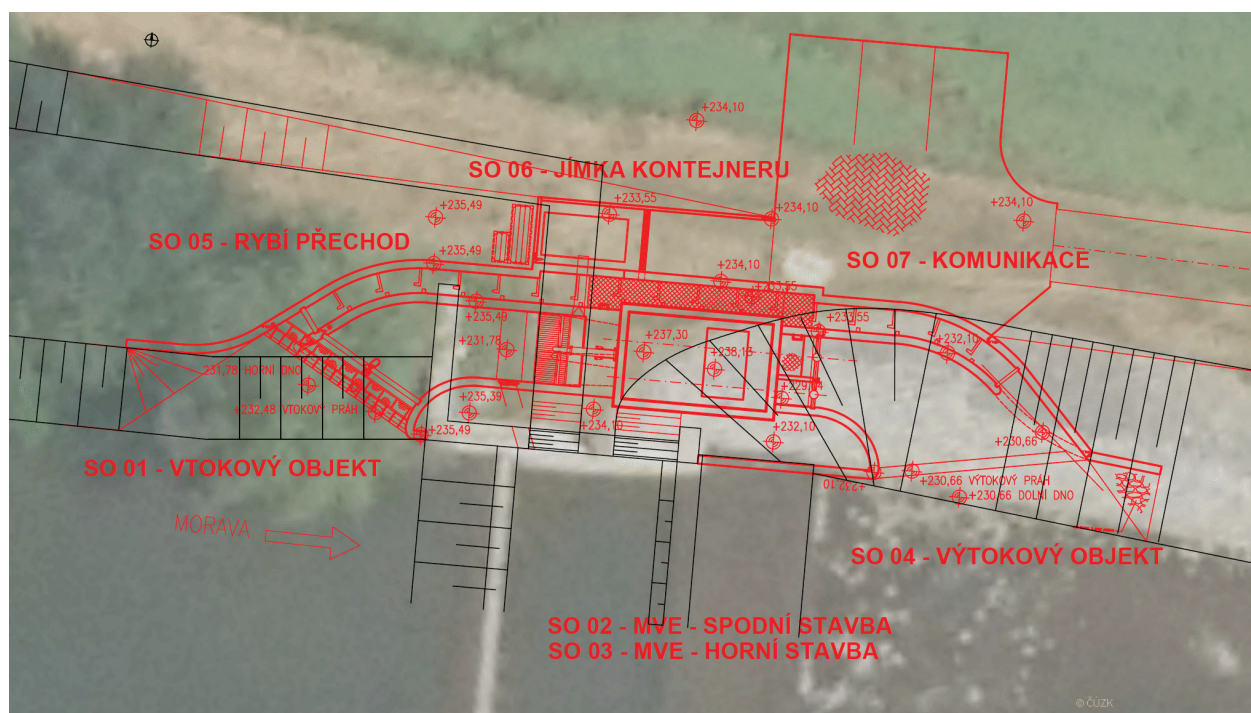 +234,10
SO 06 - JÍMKA KONTEJNERU
+233,55
+235,49
+234,10
+234,10
SO 05 - RYBÍ PŘECHOD
+235,49
SO 07 - KOMUNIKACE
+234,10
+233,55
+235,49
+233,55
+231,78
+237,30
+232,10
231,78 HORNÍ DNO
+232,48 VTOKOVÝ PRÁH
+235,39
+234,10
+235,49
+232,10
+230,66
SO 01 - VTOKOVÝ OBJEKT
+230,66 VÝTOKOVÝ PRÁH
+230,66 DOLNÍ DNO
232,10
MORAVA
SO 04 - VÝTOKOVÝ OBJEKT
SO 02 - MVE - SPODNÍ STAVBA
SO 03 - MVE - HORNÍ STAVBA
© ČÚZK